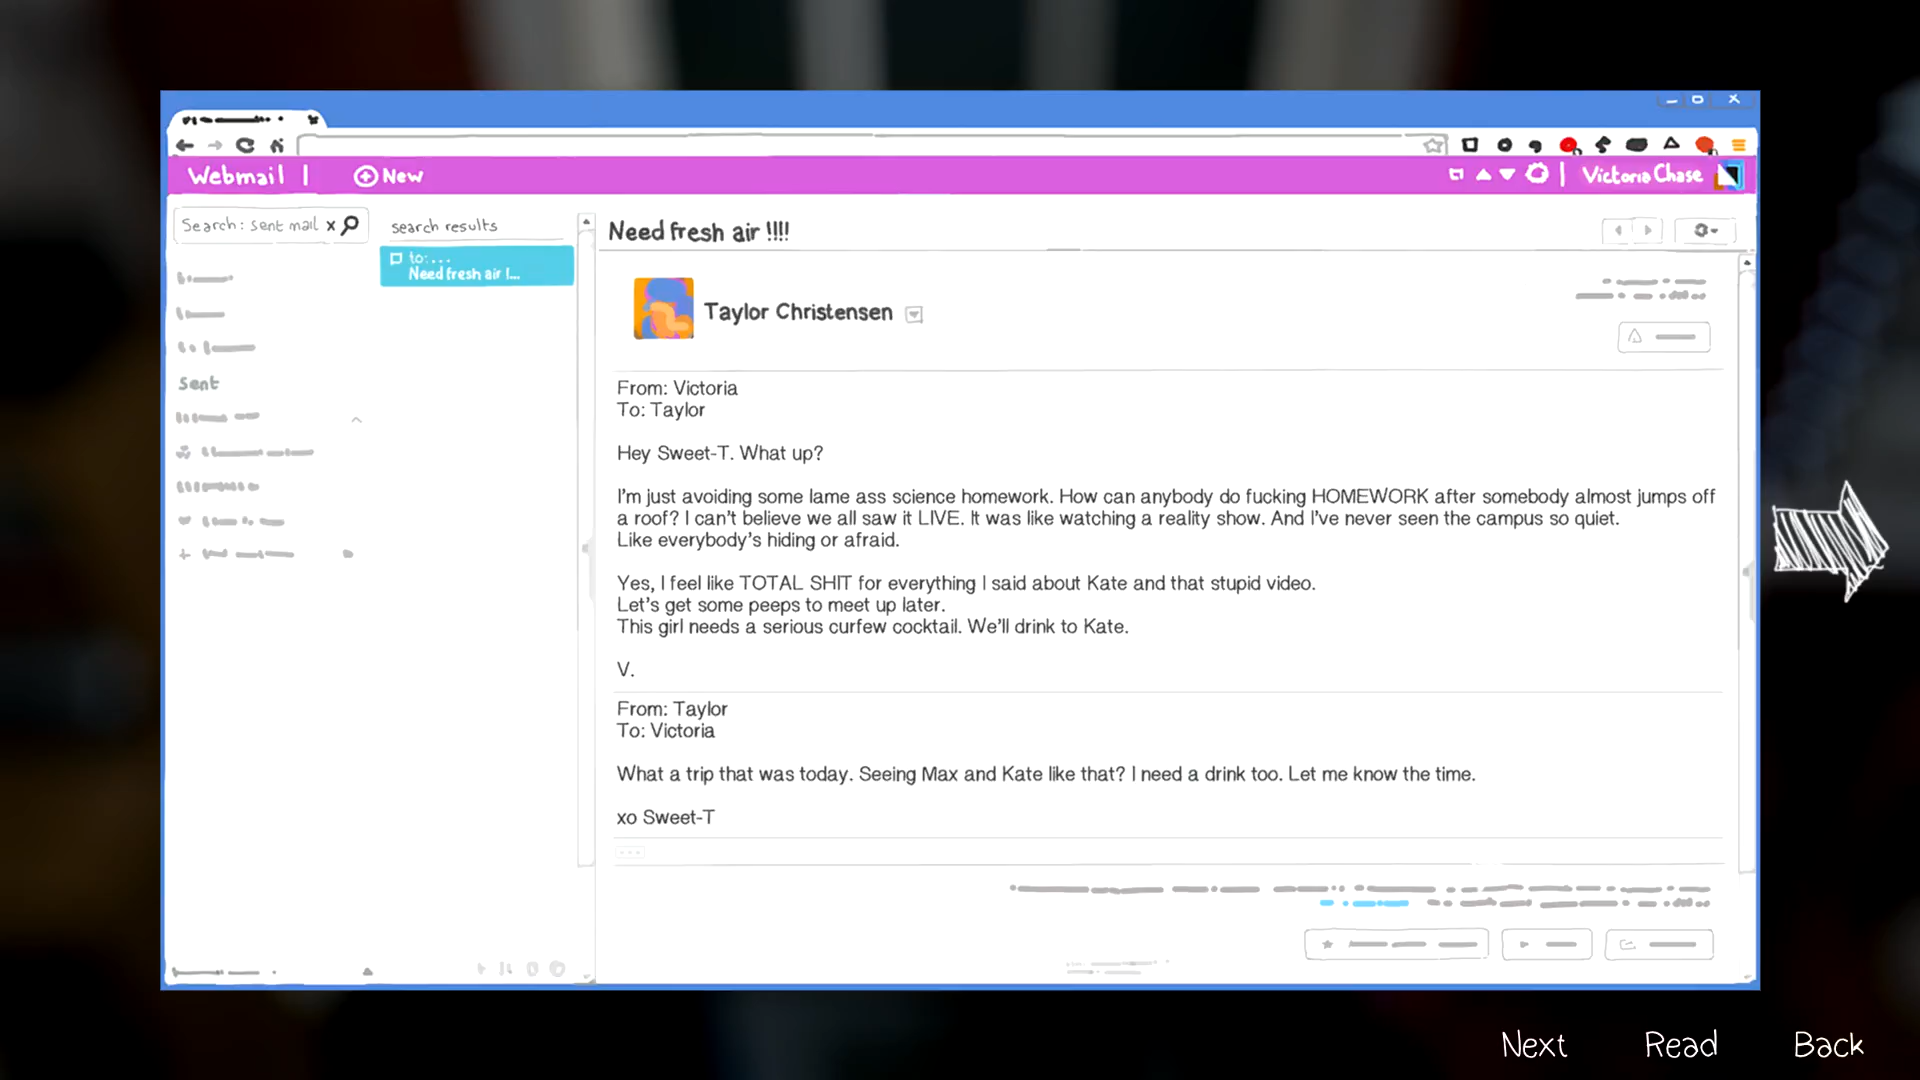 Webmail | New
Victoria Chase
Search: sent mail x
search results
to:...
Need fresh air !...
Sent
Need fresh air !!!!
Taylor Christensen
From: Victoria
To: Taylor
Hey Sweet-T. What up?
I'm just avoiding some lame ass science homework. How can anybody do fucking HOMEWORK after somebody almost jumps off
a roof? I can't believe we all saw it LIVE. It was like watching a reality show. And I've never seen the campus so quiet.
Like everybody's hiding or afraid.
Yes, I feel like TOTAL SHIT for everything I said about Kate and that stupid video.
Let's get some peeps to meet up later.
This girl needs a serious curfew cocktail. We'll drink to Kate.
V.
From: Taylor
To: Victoria
What a trip that was today. Seeing Max and Kate like that? I need a drink too. Let me know the time.
xo Sweet-T
Next Read Back